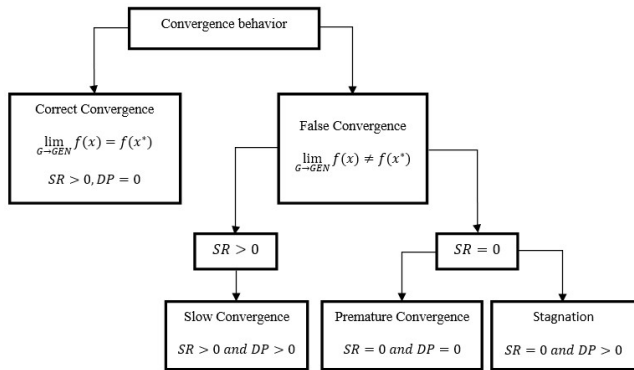 Convergence behavior
Correct Convergence
lim f(x) = f(x*)
G→GEN
SR > 0, DP = 0
False Convergence
lim f(x) ≠ f(x*)
G→GEN
SR > 0
SR = 0
Slow Convergence
SR > 0 and DP > 0
Premature Convergence
SR = 0 and DP = 0
Stagnation
SR = 0 and DP > 0